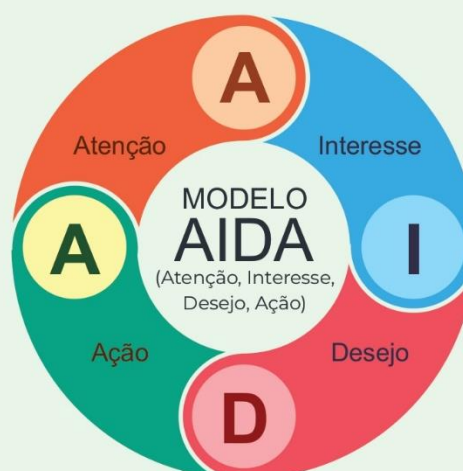 A
Atenção
Interesse
MODELO
AIDA
(Atenção, Interesse,
Desejo, Ação)
A
I
Ação
Desejo
D